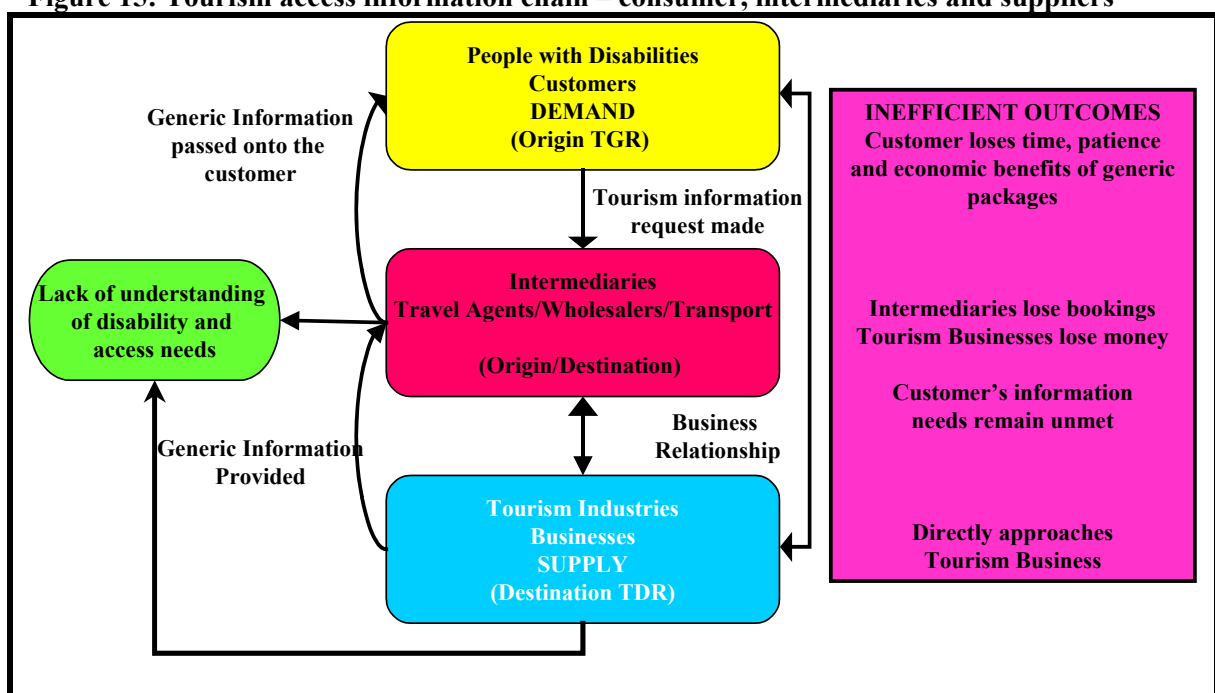 Figure 15: Tourism access information chain – consumer, intermediaries and suppliers
People with Disabilities
Customers
DEMAND
(Origin TGR)
Generic Information
passed onto the
customer
Tourism information
request made
Intermediaries
Travel Agents/Wholesalers/Transport
(Origin/Destination)
Lack of understanding
of disability and
access needs
Business
Relationship
Generic Information
Provided
Tourism Industries
Businesses
SUPPLY
(Destination TDR)
INEFFICIENT OUTCOMES
Customer loses time, patience
and economic benefits of generic
packages
Intermediaries lose bookings
Tourism Businesses lose money
Customer's information
needs remain unmet
Directly approaches
Tourism Business